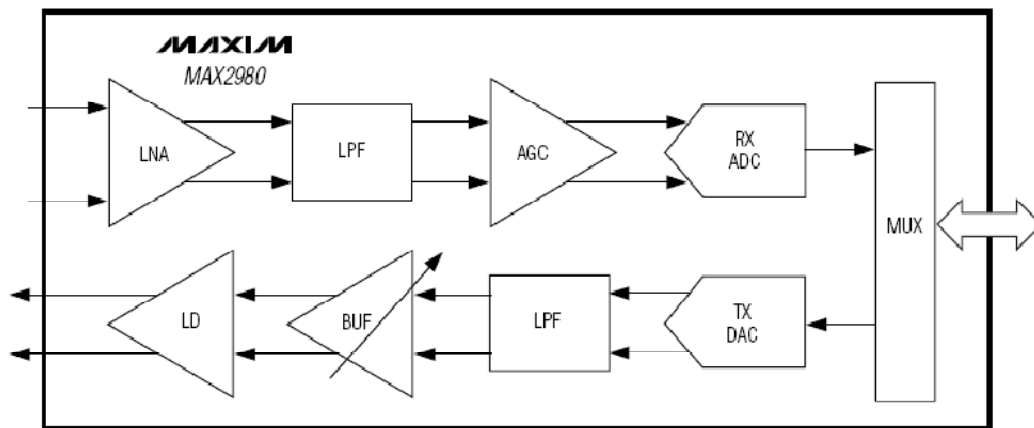 MAXIM
MAX2980
LNA
LPF
AGC
RX
ADC
MUX
LD
BUF
LPF
TX
DAC